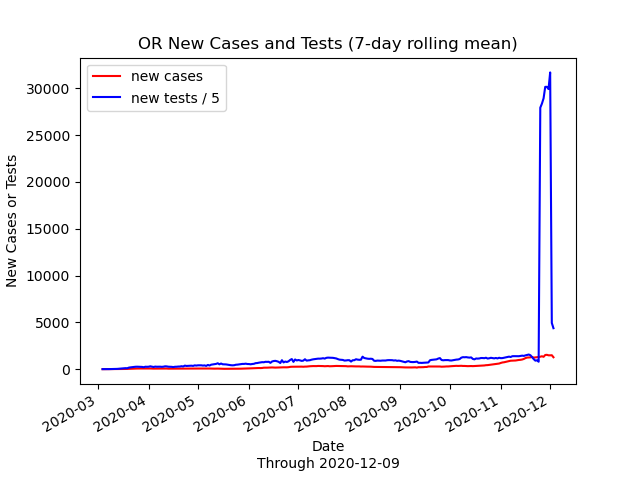 OR New Cases and Tests (7-day rolling mean)
new cases
new tests / 5
New Cases or Tests
30000
25000
20000
15000
10000
5000
0
2020-03
2020-04
2020-05
2020-06
2020-07
2020-08
2020-09
2020-10
2020-11
2020-12
Date
Through 2020-12-09